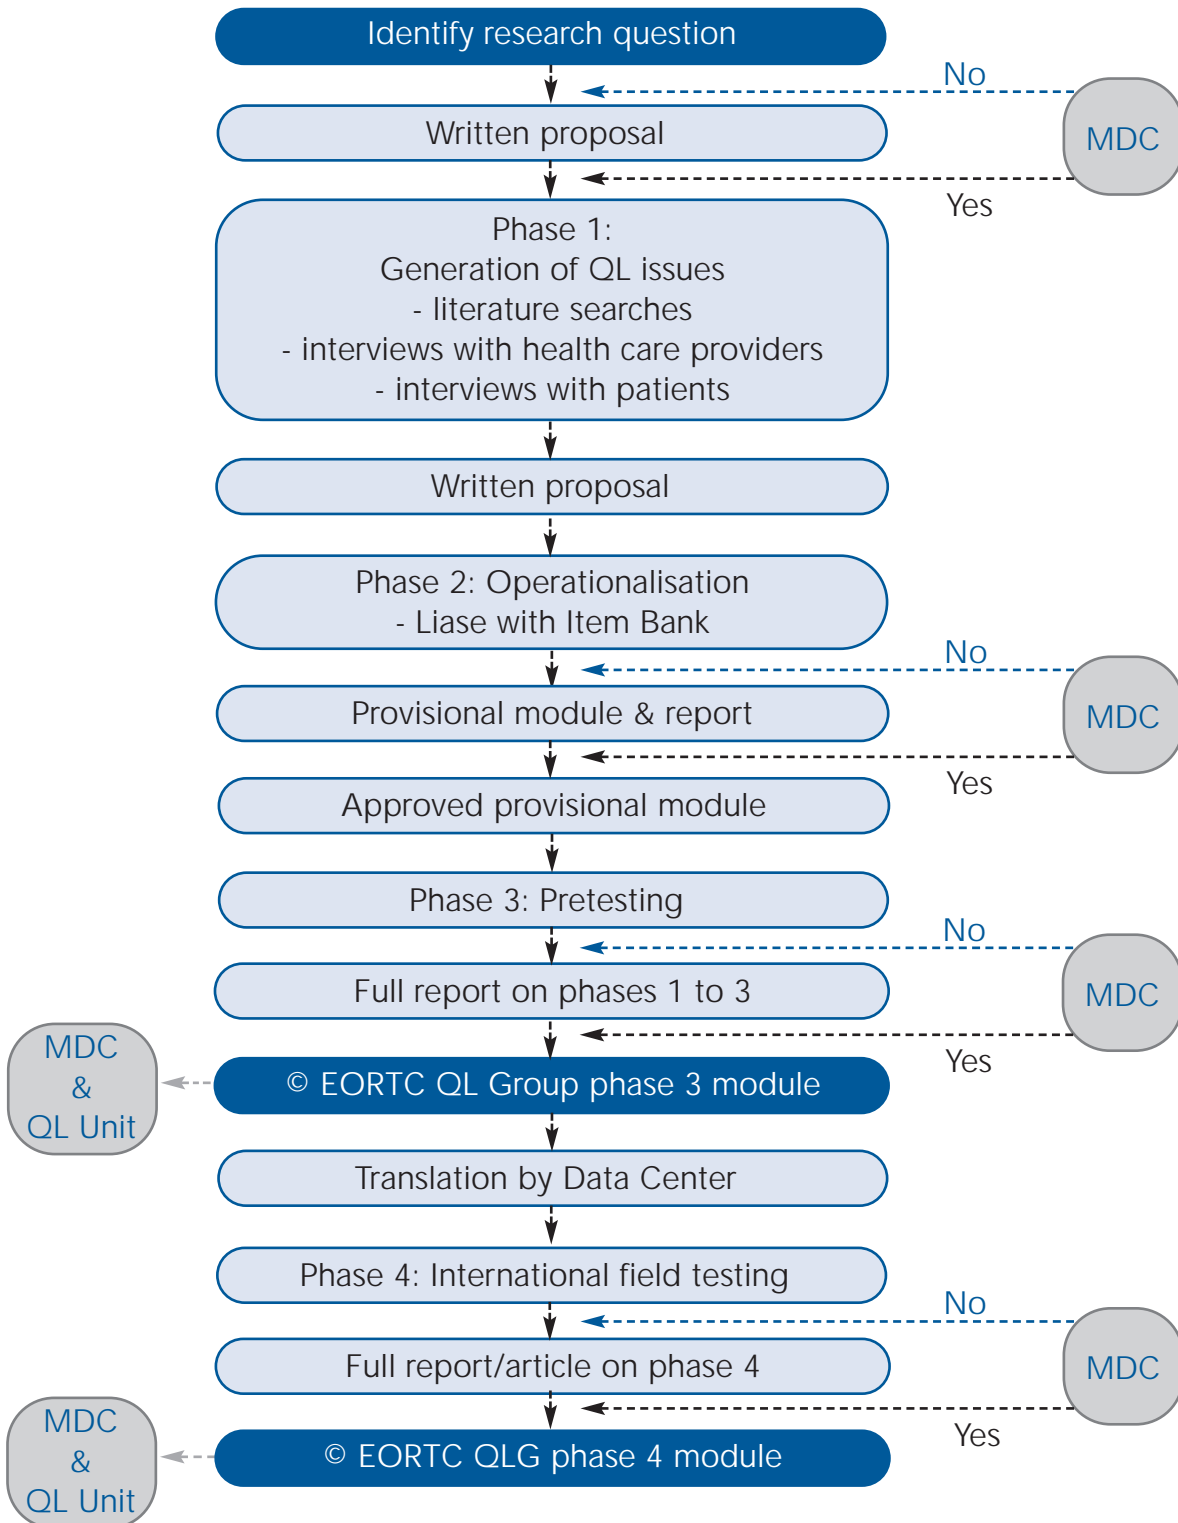 Identify research question
No
MDC
Written proposal
Yes
Phase 1:
Generation of QL issues
- literature searches
- interviews with health care providers
- interviews with patients
Written proposal
Phase 2: Operationalisation
- Liase with Item Bank
No
MDC
Provisional module & report
Yes
Approved provisional module
Phase 3: Pretesting
No
MDC
Full report on phases 1 to 3
Yes
MDC
&
QL Unit
© EORTC QL Group phase 3 module
Translation by Data Center
Phase 4: International field testing
No
MDC
Full report/article on phase 4
Yes
MDC
&
QL Unit
© EORTC QLG phase 4 module